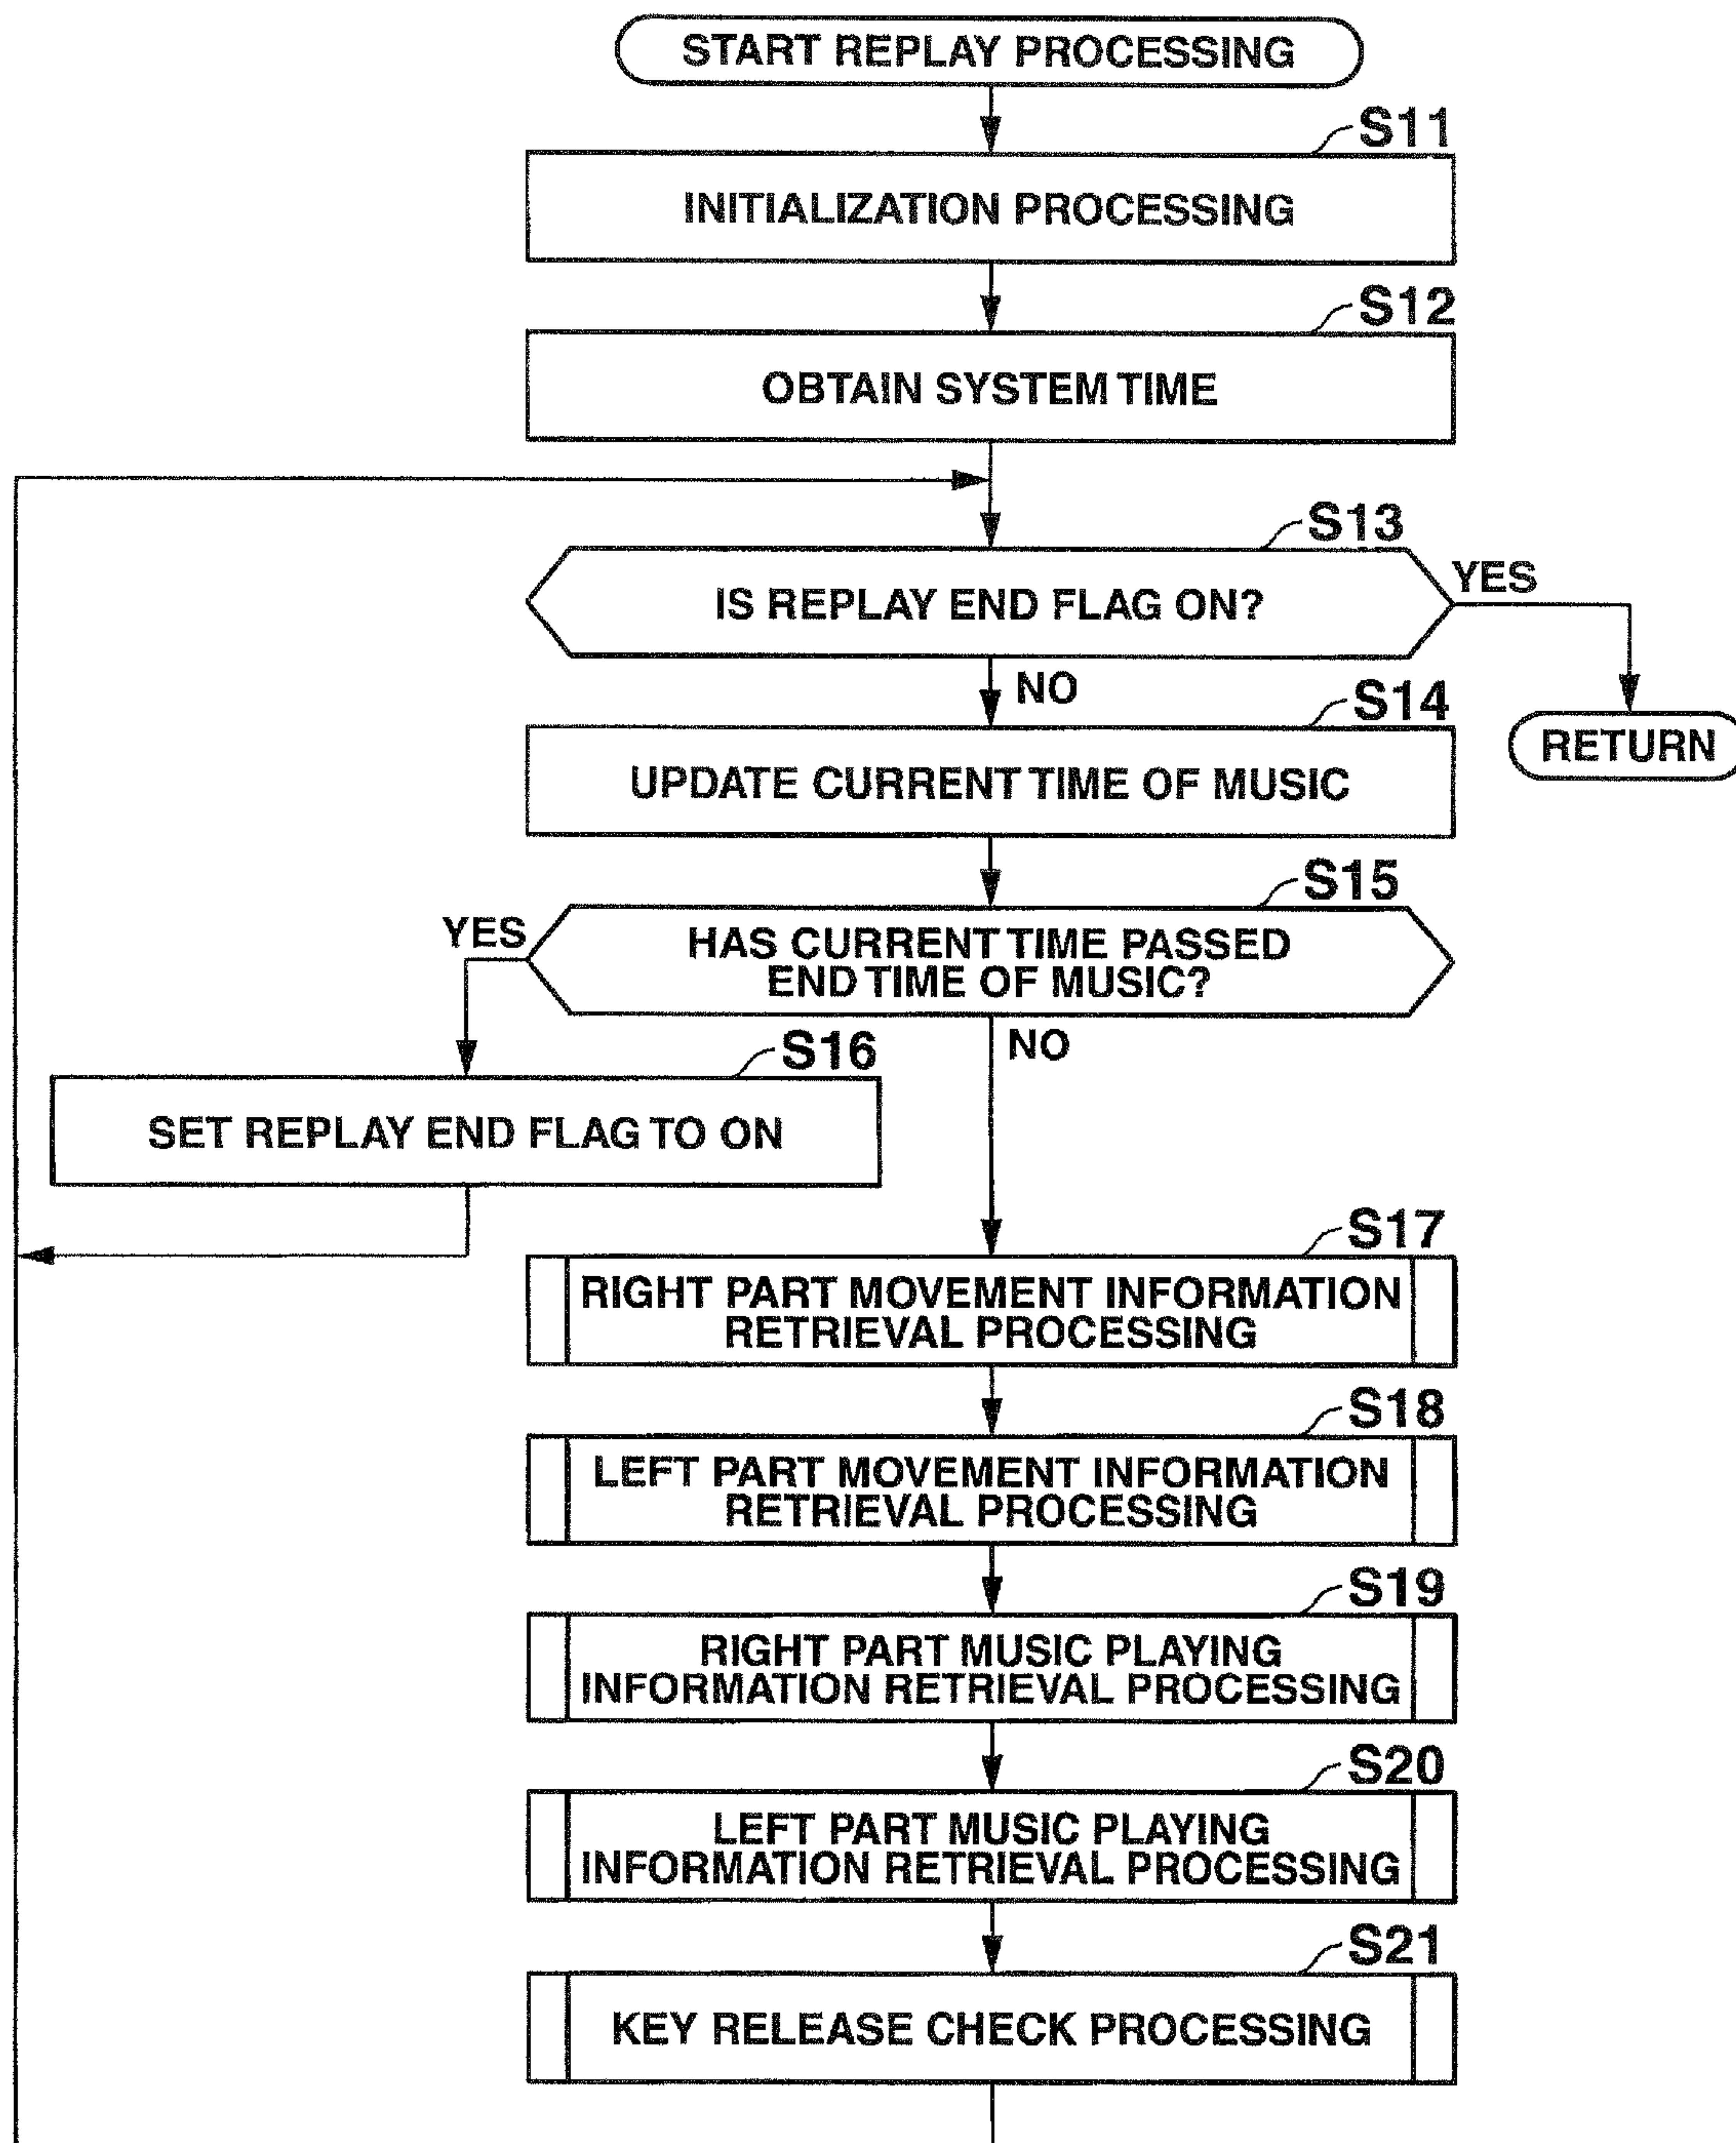 START REPLAY PROCESSING
S11
INITIALIZATION PROCESSING
S12
OBTAIN SYSTEM TIME
S13
IS REPLAY END FLAG ON?
YES
NO
S14
RETURN
UPDATE CURRENT TIME OF MUSIC
S15
YES
HAS CURRENT TIME PASSED
END TIME OF MUSIC?
NO
S16
SET REPLAY END FLAG TO ON
S17
RIGHT PART MOVEMENT INFORMATION
RETRIEVAL PROCESSING
S18
LEFT PART MOVEMENT INFORMATION
RETRIEVAL PROCESSING
S19
RIGHT PART MUSIC PLAYING
INFORMATION RETRIEVAL PROCESSING
S20
LEFT PART MUSIC PLAYING
INFORMATION RETRIEVAL PROCESSING
S21
KEY RELEASE CHECK PROCESSING